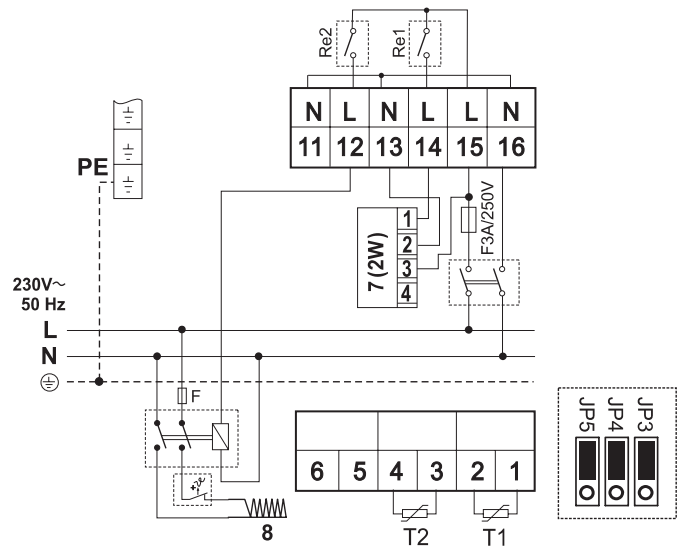 Re2
Re1
N L N L L N
11 12 13 14 15 16
PE
7 (2W)
1
2
3
4
F3A/250V
230V~
50 Hz
L
N
F
8
6 5 4 3 2 1
T2 T1
JP5
JP4
JP3